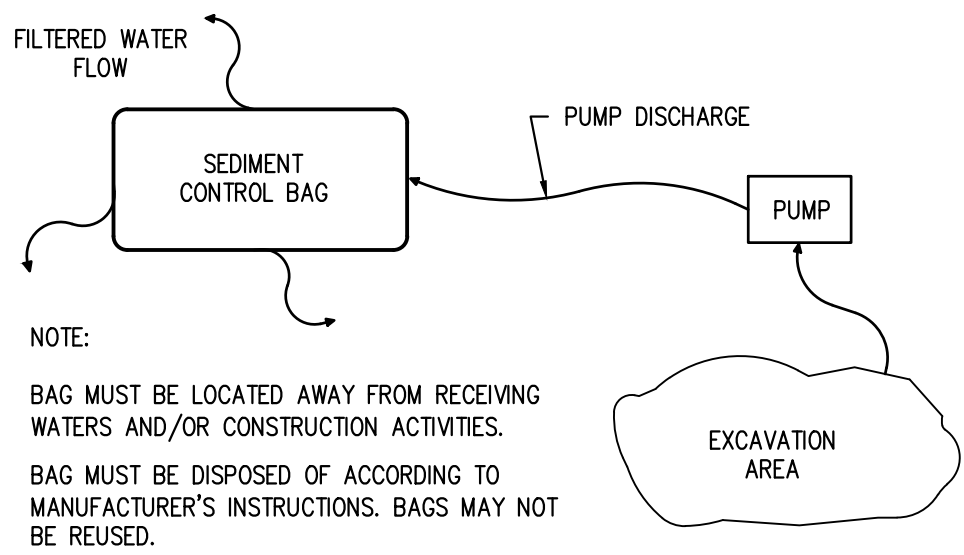 FILTERED WATER
FLOW
PUMP DISCHARGE
SEDIMENT
CONTROL BAG
PUMP
NOTE:
BAG MUST BE LOCATED AWAY FROM RECEIVING
WATERS AND/OR CONSTRUCTION ACTIVITIES.
BAG MUST BE DISPOSED OF ACCORDING TO
MANUFACTURER'S INSTRUCTIONS. BAGS MAY NOT
BE REUSED.
EXCAVATION
AREA